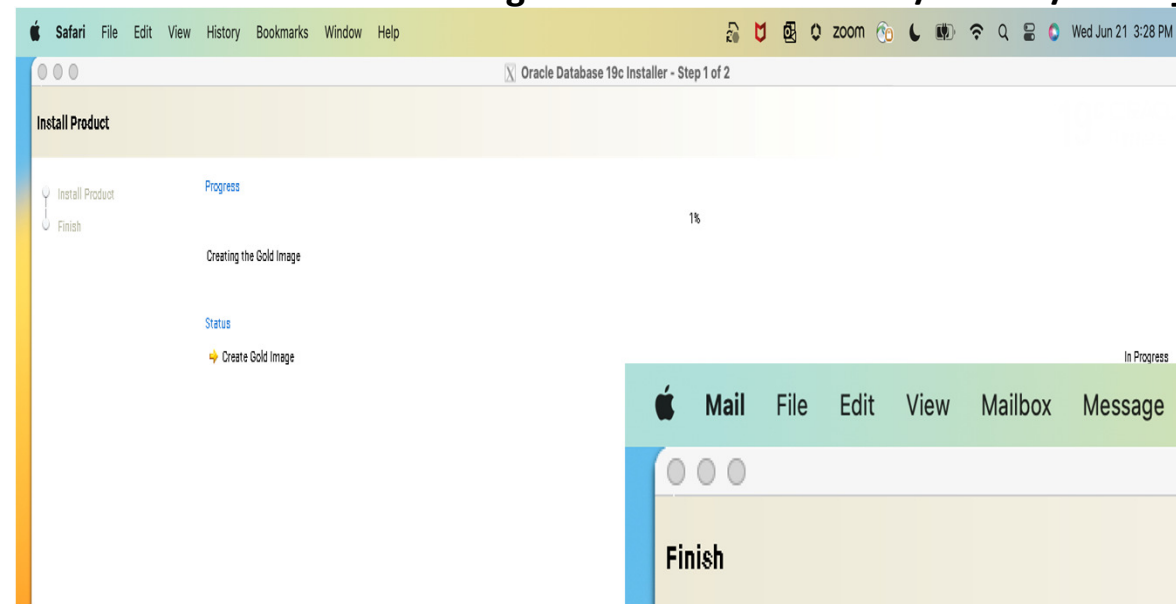 Safari File Edit View History Bookmarks Window Help zoom Wed Jun 21 3:28 PM
Oracle Database 19c Installer - Step 1 of 2
Install Product
Install Product
Finish
Progress
1%
Creating the Gold Image
Status
Create Gold Image In Progress
Mail File Edit View Mailbox Message
Finish